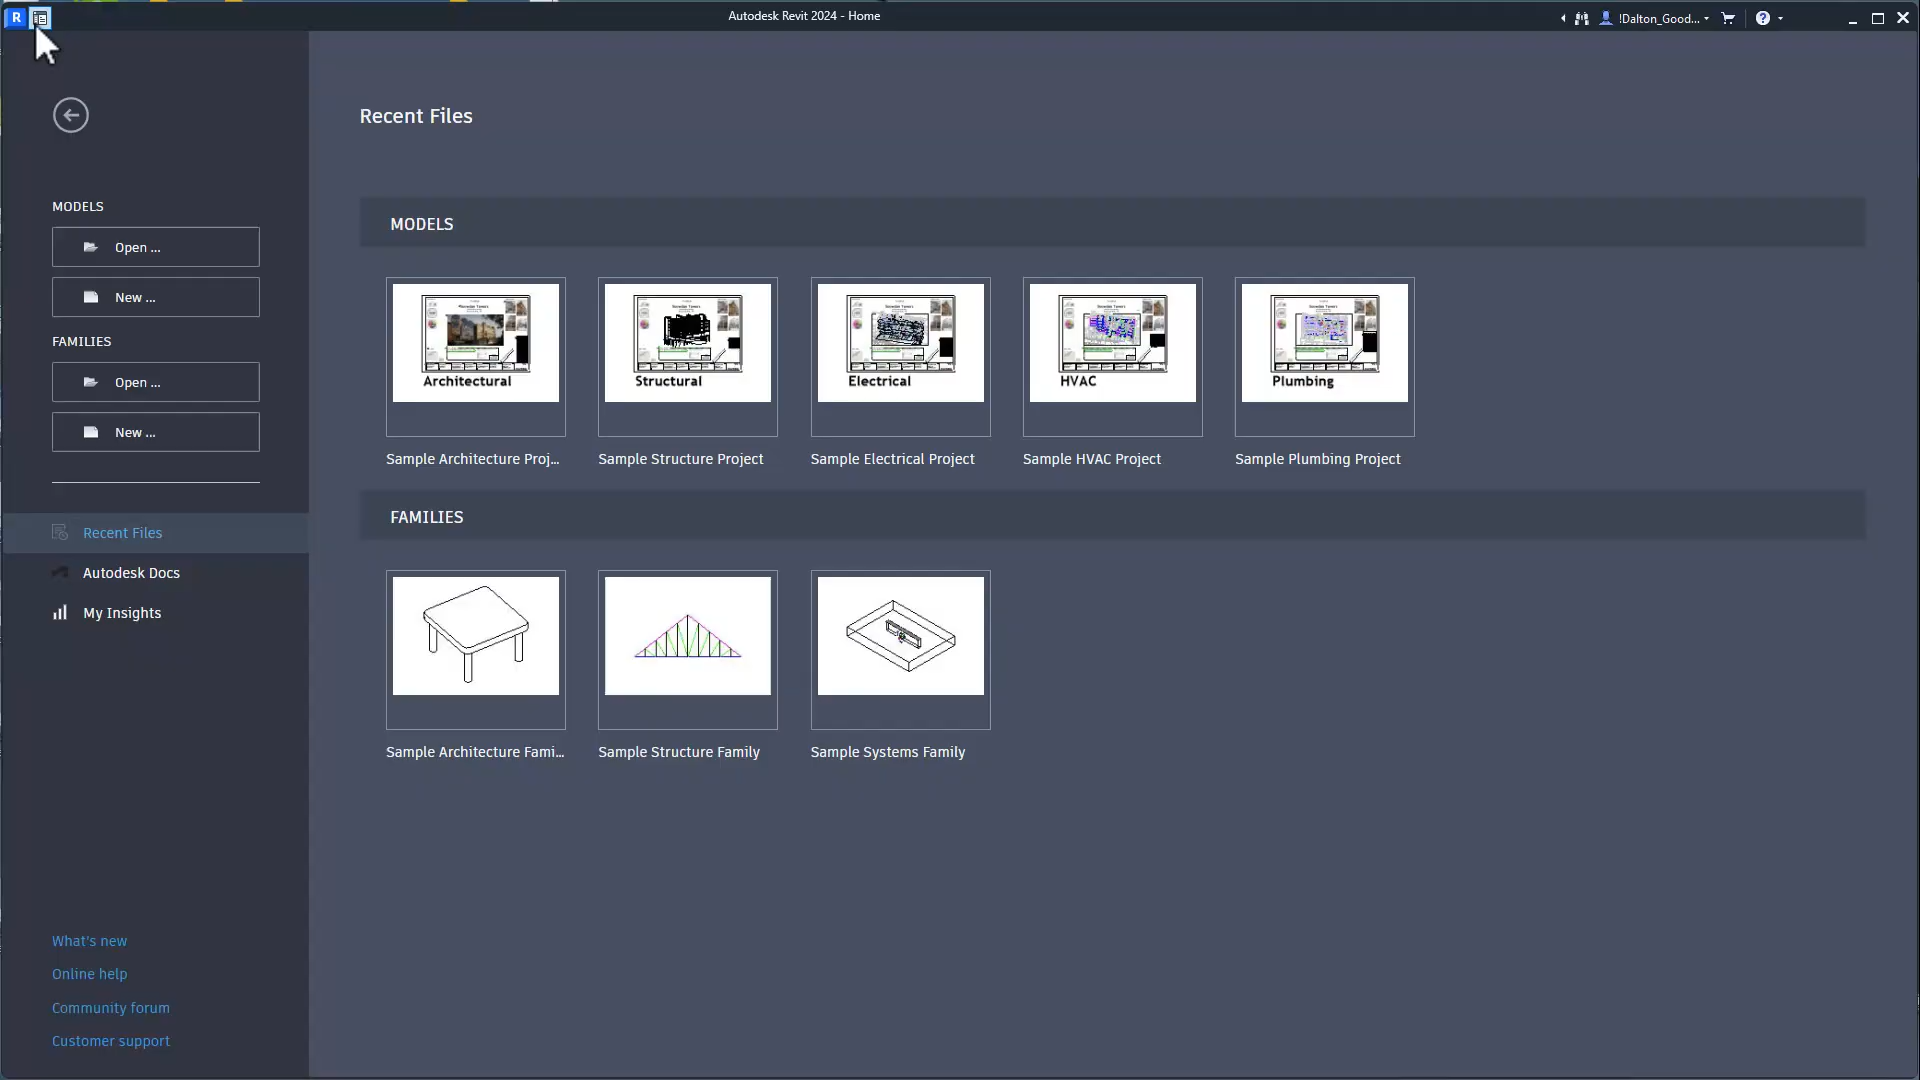 R
Autodesk Revit 2024 - Home
!Dalton_Good...
?
Recent Files
MODELS
Open ...
New ...
FAMILIES
Open ...
New ...
Recent Files
Autodesk Docs
My Insights
What's new
Online help
Community forum
Customer support
MODELS
Architectural
Structural
Electrical
HVAC
Plumbing
Sample Architecture Proj...
Sample Structure Project
Sample Electrical Project
Sample HVAC Project
Sample Plumbing Project
FAMILIES
Sample Architecture Fami...
Sample Structure Family
Sample Systems Family